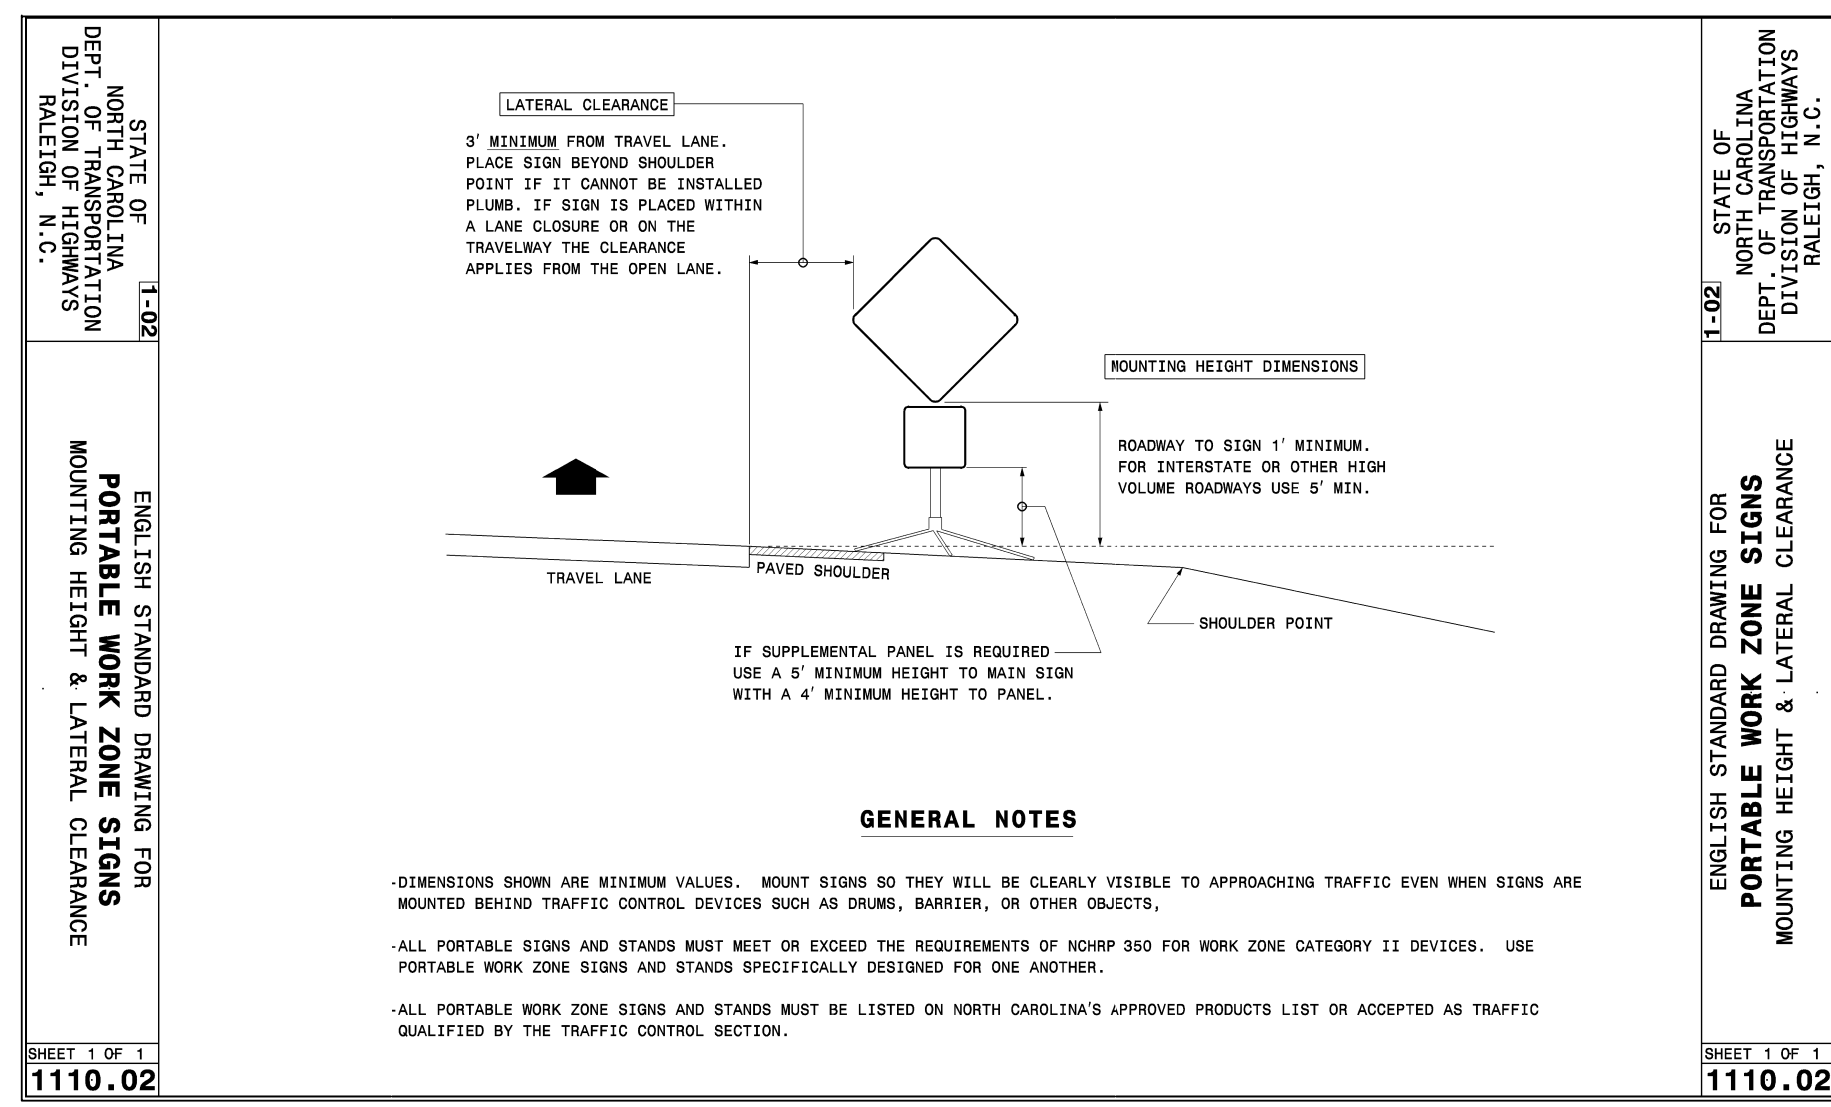 STATE OF
NORTH CAROLINA
DEPT. OF TRANSPORTATION
DIVISION OF HIGHWAYS
RALEIGH, N.C.
1-02
ENGLISH STANDARD DRAWING FOR
PORTABLE WORK ZONE SIGNS
MOUNTING HEIGHT & LATERAL CLEARANCE
SHEET 1 OF 1
1110.02
LATERAL CLEARANCE
3' MINIMUM FROM TRAVEL LANE.
PLACE SIGN BEYOND SHOULDER
POINT IF IT CANNOT BE INSTALLED
PLUMB. IF SIGN IS PLACED WITHIN
A LANE CLOSURE OR ON THE
TRAVELWAY THE CLEARANCE
APPLIES FROM THE OPEN LANE.
MOUNTING HEIGHT DIMENSIONS
ROADWAY TO SIGN 1' MINIMUM.
FOR INTERSTATE OR OTHER HIGH
VOLUME ROADWAYS USE 5' MIN.
TRAVEL LANE
PAVED SHOULDER
SHOULDER POINT
IF SUPPLEMENTAL PANEL IS REQUIRED
USE A 5' MINIMUM HEIGHT TO MAIN SIGN
WITH A 4' MINIMUM HEIGHT TO PANEL.
GENERAL NOTES
-DIMENSIONS SHOWN ARE MINIMUM VALUES. MOUNT SIGNS SO THEY WILL BE CLEARLY VISIBLE TO APPROACHING TRAFFIC EVEN WHEN SIGNS ARE
MOUNTED BEHIND TRAFFIC CONTROL DEVICES SUCH AS DRUMS, BARRIER, OR OTHER OBJECTS,
-ALL PORTABLE SIGNS AND STANDS MUST MEET OR EXCEED THE REQUIREMENTS OF NCHRP 350 FOR WORK ZONE CATEGORY II DEVICES. USE
PORTABLE WORK ZONE SIGNS AND STANDS SPECIFICALLY DESIGNED FOR ONE ANOTHER.
-ALL PORTABLE WORK ZONE SIGNS AND STANDS MUST BE LISTED ON NORTH CAROLINA'S APPROVED PRODUCTS LIST OR ACCEPTED AS TRAFFIC
QUALIFIED BY THE TRAFFIC CONTROL SECTION.
STATE OF
NORTH CAROLINA
DEPT. OF TRANSPORTATION
DIVISION OF HIGHWAYS
RALEIGH, N.C.
1-02
ENGLISH STANDARD DRAWING FOR
PORTABLE WORK ZONE SIGNS
MOUNTING HEIGHT & LATERAL CLEARANCE
SHEET 1 OF 1
1110.02